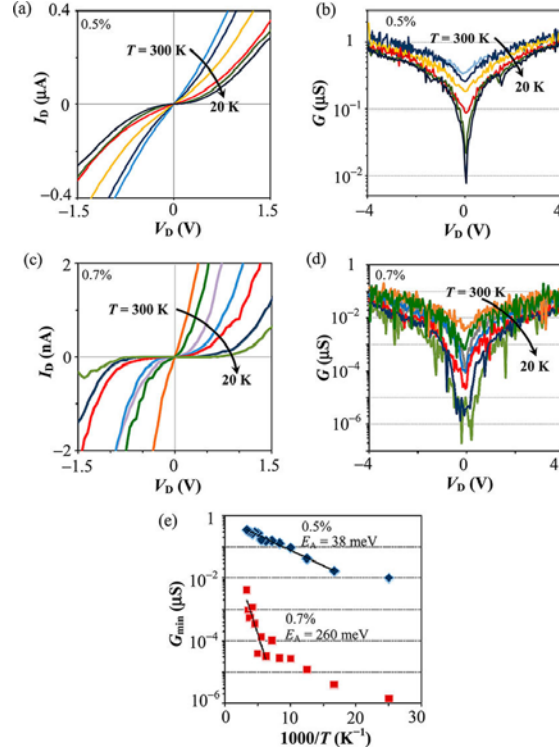 (a)
0.5%
T = 300 K
20 K
I_D (µA)
0.4
0
−0.4
−1.5 0 1.5
V_D (V)
(b)
0.5%
T = 300 K
20 K
G (µS)
1
10⁻¹
10⁻²
−4 −2 0 2 4
V_D (V)
(c)
0.7%
T = 300 K
20 K
I_D (nA)
2
0
−2
−1.5 0 1.5
V_D (V)
(d)
0.7%
T = 300 K
20 K
G (µS)
1
10⁻²
10⁻⁴
10⁻⁶
−4 −2 0 2 4
V_D (V)
(e)
0.5%
E_A = 38 meV
0.7%
E_A = 260 meV
G_min (µS)
1
10⁻²
10⁻⁴
10⁻⁶
0 10 20 30
1000/T (K⁻¹)